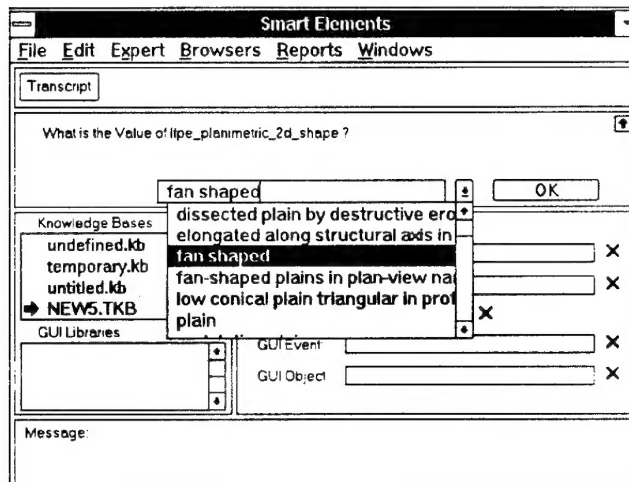 Smart Elements
File Edit Expert Browsers Reports Windows
Transcript
What is the Value of lfpe_planimetric_2d_shape ?
fan shaped
OK
dissected plain by destructive ero
elongated along structural axis in
fan shaped
fan-shaped plains in plan-view nar
low conical plain triangular in prof
plain
Knowledge Bases
undefined.kb
temporary.kb
untitled.kb
NEW5.TKB
GUI Libraries
GUI Event
GUI Object
Message: